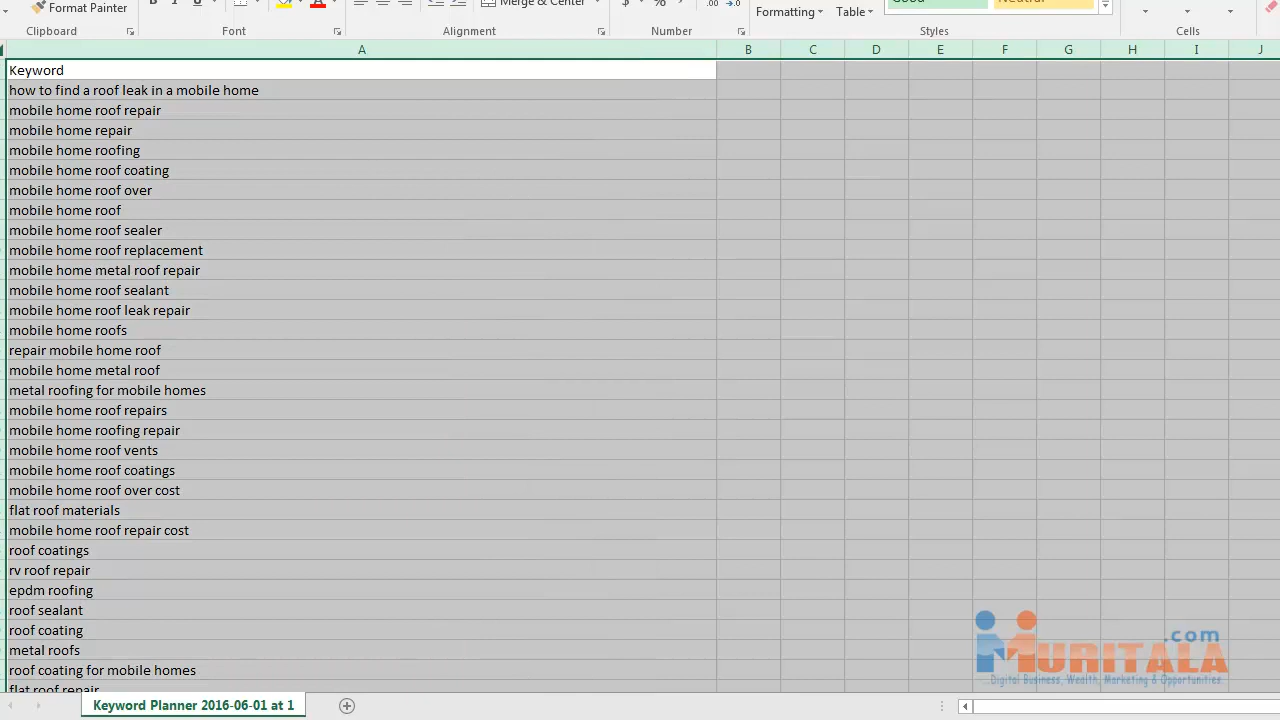 Format Painter
B I U
Merge & Center
$ %
Formatting
Table
Good
Neutral
Clipboard
Font
Alignment
Number
Styles
Cells
A B C D E F G H I J
Keyword
how to find a roof leak in a mobile home
mobile home roof repair
mobile home repair
mobile home roofing
mobile home roof coating
mobile home roof over
mobile home roof
mobile home roof sealer
mobile home roof replacement
mobile home metal roof repair
mobile home roof sealant
mobile home roof leak repair
mobile home roofs
repair mobile home roof
mobile home metal roof
metal roofing for mobile homes
mobile home roof repairs
mobile home roofing repair
mobile home roof vents
mobile home roof coatings
mobile home roof over cost
flat roof materials
mobile home roof repair cost
roof coatings
rv roof repair
epdm roofing
roof sealant
roof coating
metal roofs
roof coating for mobile homes
flat roof repair
.com
MURITALA
Digital Business, Wealth, Marketing & Opportunities.
Keyword Planner 2016-06-01 at 1